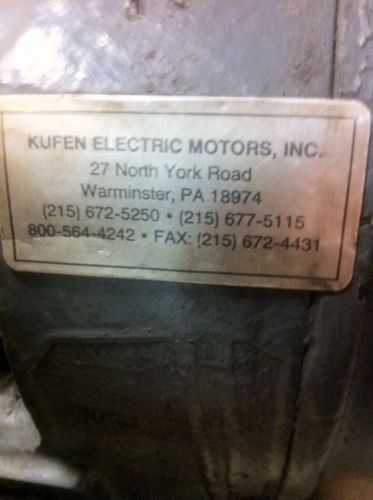 KUFEN ELECTRIC MOTORS, INC.
27 North York Road
Warminster, PA 18974
(215) 672-5250 • (215) 677-5115
800-564-4242 • FAX: (215) 672-4431